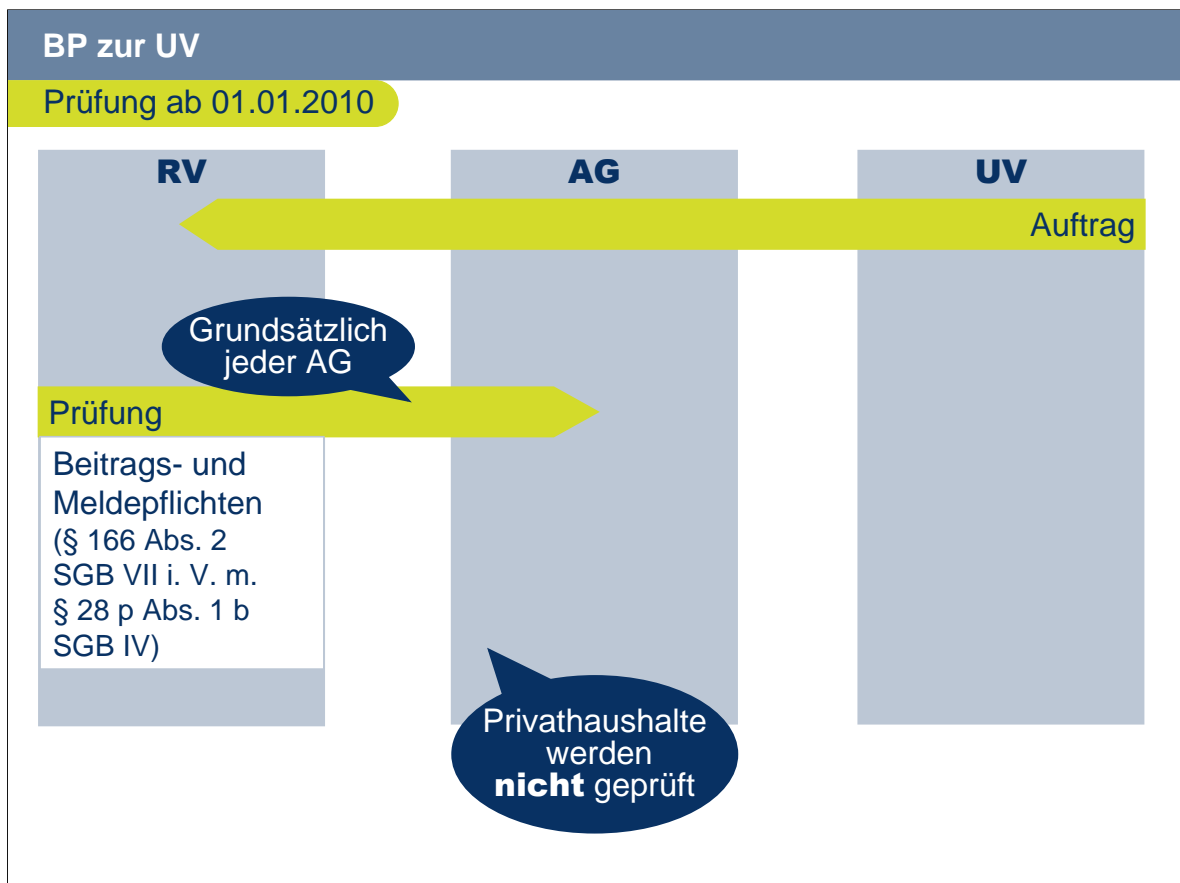 BP zur UV
Prüfung ab 01.01.2010
RV
AG
UV
Auftrag
Grundsätzlich
jeder AG
Prüfung
Beitrags- und
Meldepflichten
(§ 166 Abs. 2
SGB VII i. V. m.
§ 28 p Abs. 1 b
SGB IV)
Privathaushalte
werden
nicht geprüft